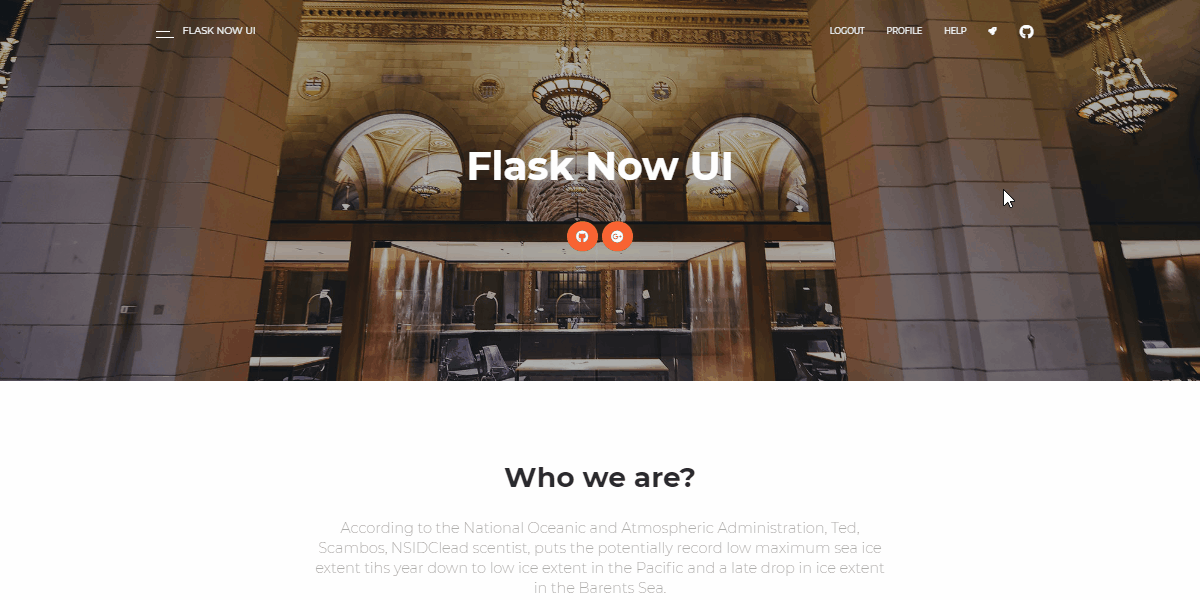 FLASK NOW UI
LOGOUT PROFILE HELP
Flask Now UI
Who we are?
According to the National Oceanic and Atmospheric Administration, Ted,
Scambos, NSIDClead scentist, puts the potentially record low maximum sea ice
extent tihs year down to low ice extent in the Pacific and a late drop in ice extent
in the Barents Sea.